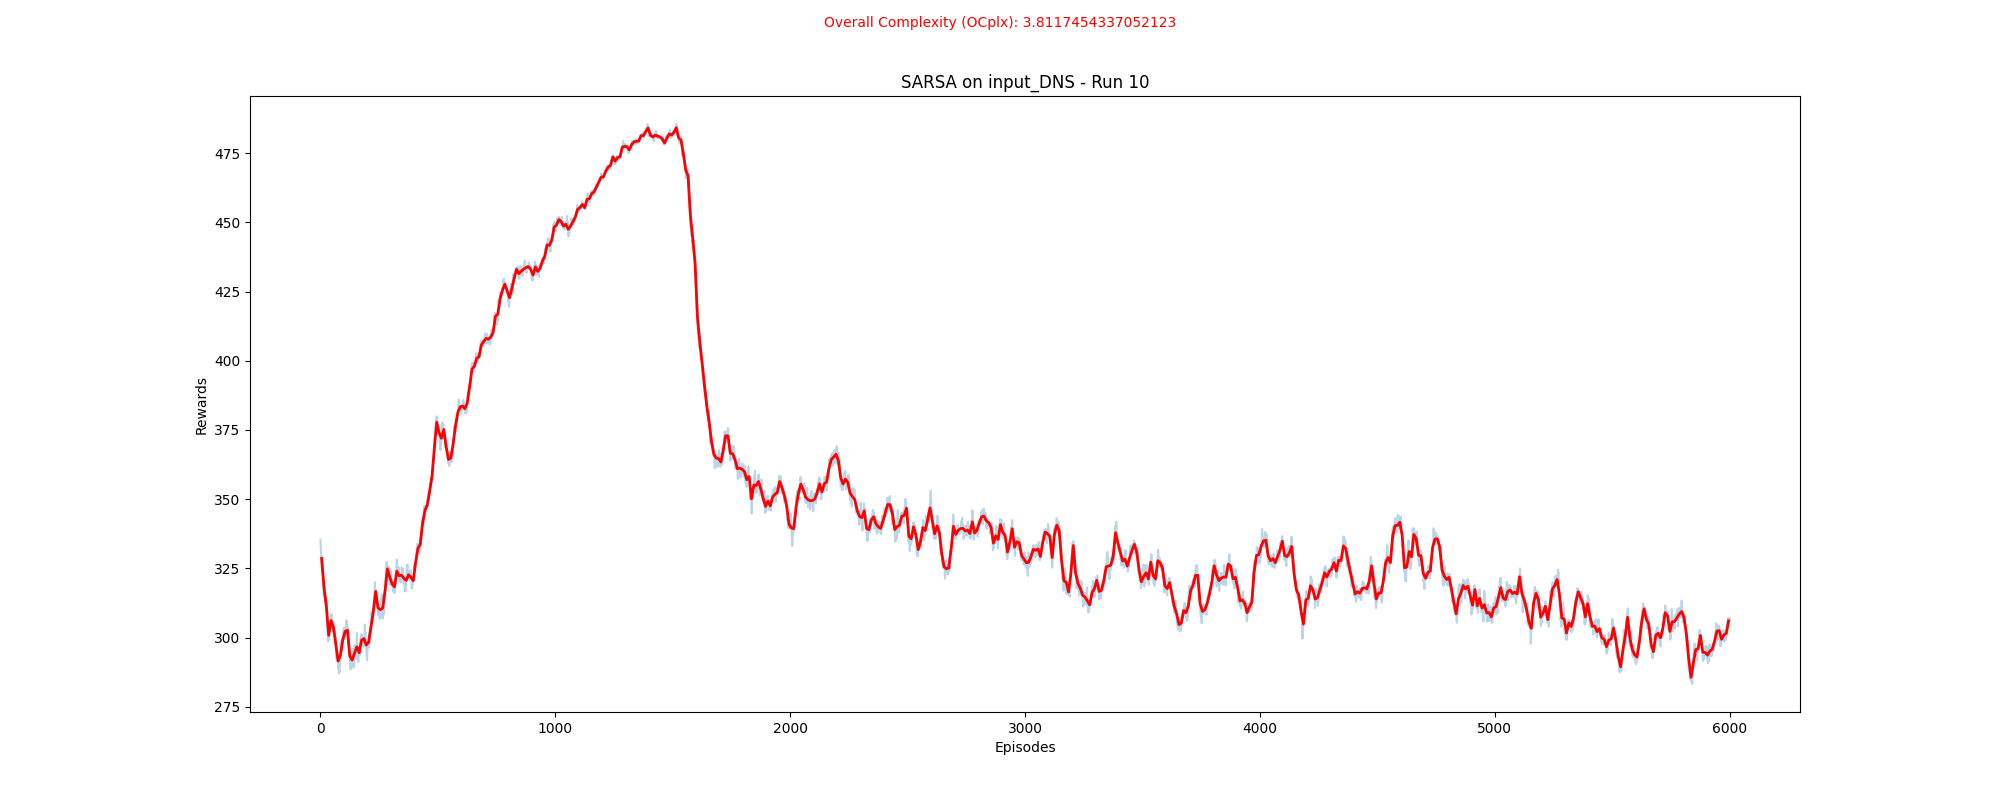 Overall Complexity (OCplx): 3.8117454337052123
SARSA on input_DNS - Run 10
Rewards
475
450
425
400
375
350
325
300
275
0 1000 2000 3000 4000 5000 6000
Episodes